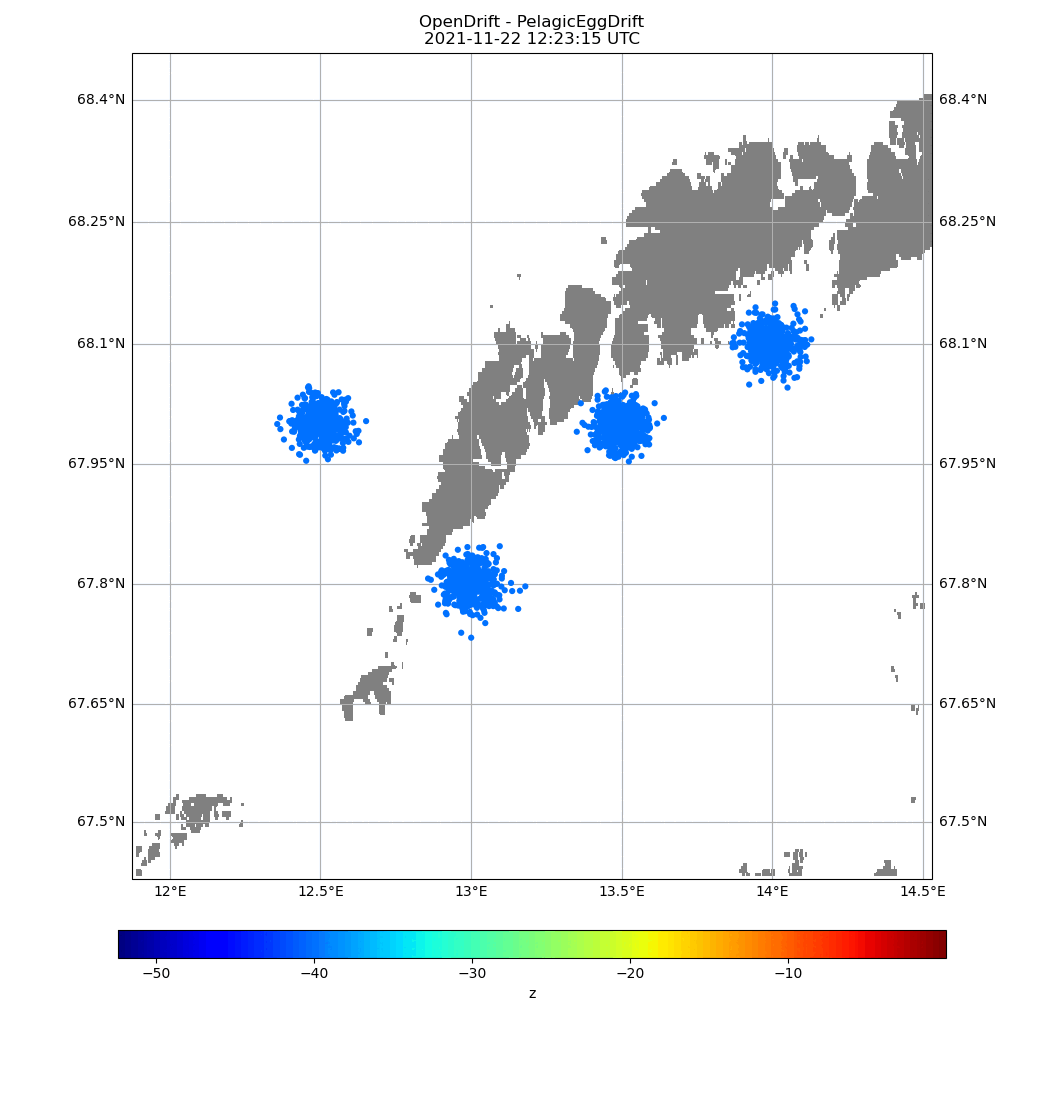 OpenDrift - PelagicEggDrift
2021-11-22 12:23:15 UTC
68.4°N 68.4°N
68.25°N 68.25°N
68.1°N 68.1°N
67.95°N 67.95°N
67.8°N 67.8°N
67.65°N 67.65°N
67.5°N 67.5°N
12°E 12.5°E 13°E 13.5°E 14°E 14.5°E
−50 −40 −30 −20 −10
z